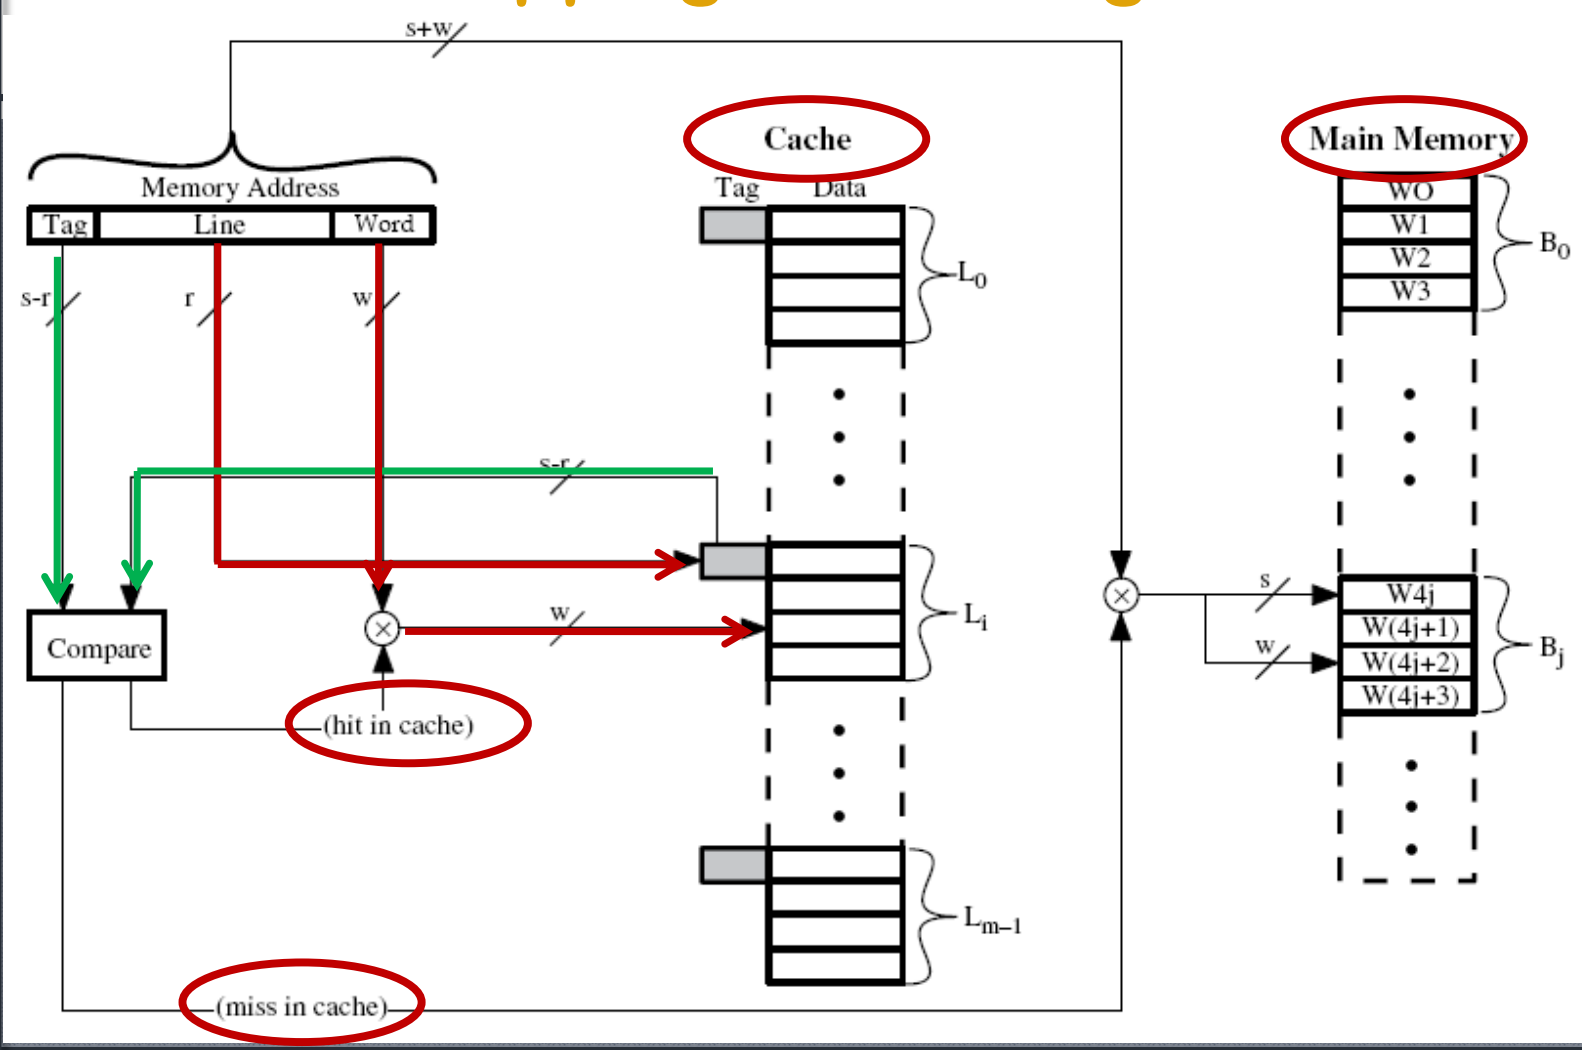 s+w
Cache
Main Memory
Memory Address
Tag Data
Tag Line Word
W0
W1
W2
W3
B0
L0
s-r
r
w
s-r
Li
w
Compare
(hit in cache)
s
w
W4j
W(4j+1)
W(4j+2)
W(4j+3)
Bj
Lm–1
(miss in cache)